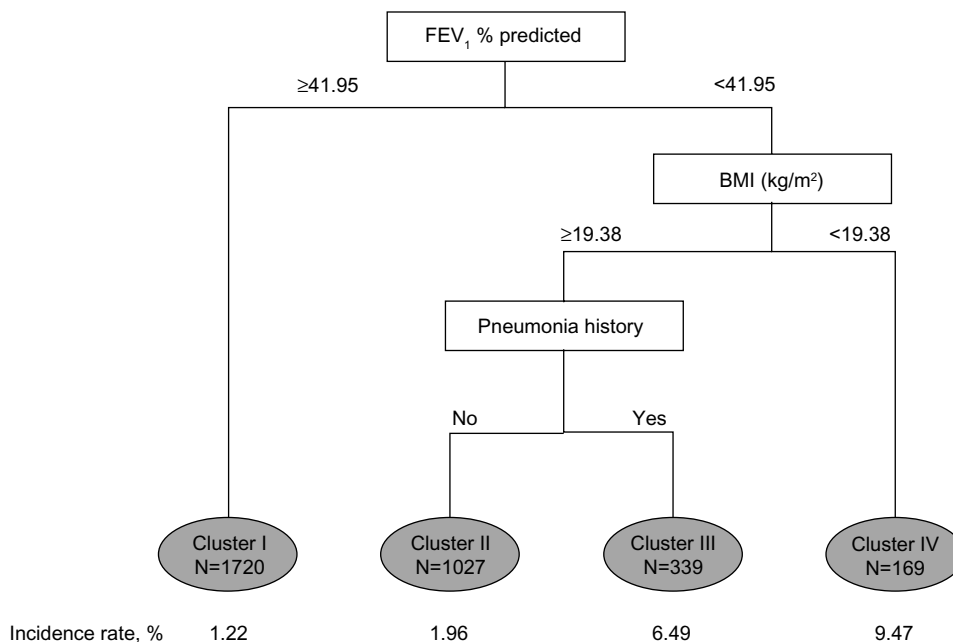 FEV₁ % predicted
≥41.95
<41.95
BMI (kg/m²)
≥19.38
<19.38
Pneumonia history
No
Yes
Cluster I
N=1720
Cluster II
N=1027
Cluster III
N=339
Cluster IV
N=169
Incidence rate, % 1.22 1.96 6.49 9.47